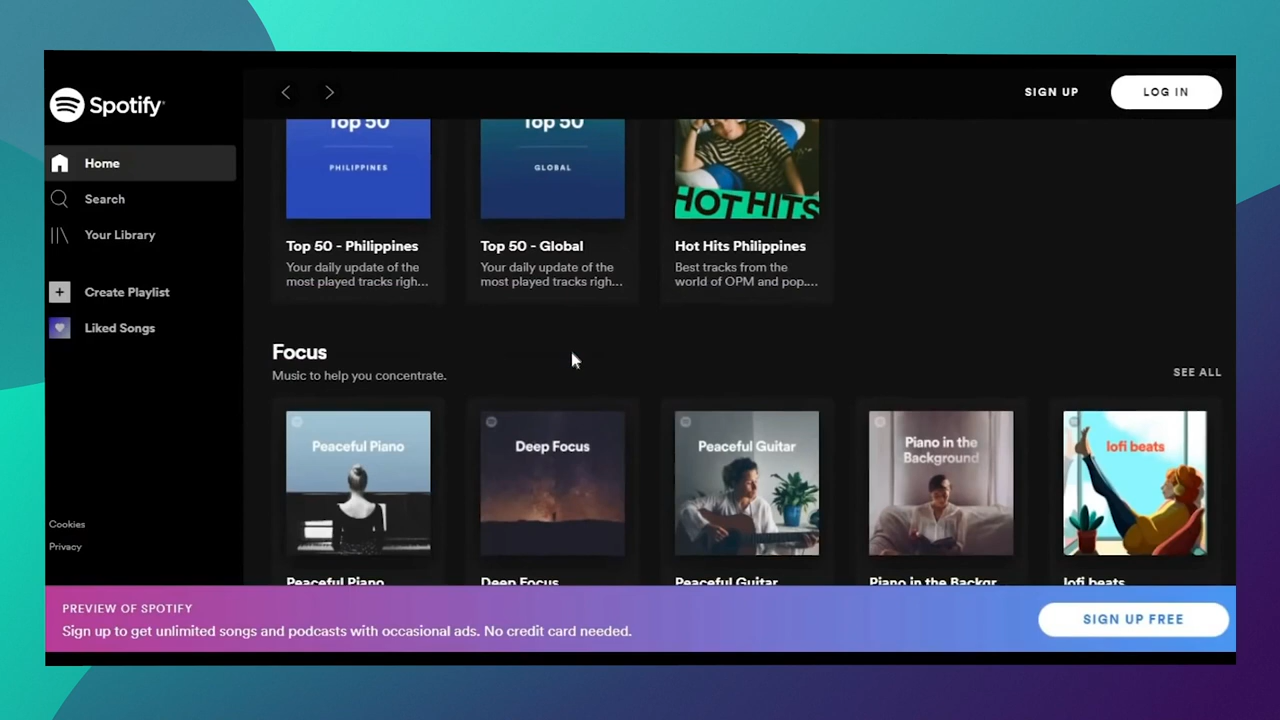 Spotify
Home
Search
Your Library
Create Playlist
Liked Songs
Cookies
Privacy
SIGN UP
LOG IN
Top 50
PHILIPPINES
Top 50
GLOBAL
HOT HITS
Top 50 - Philippines
Your daily update of the
most played tracks righ...
Top 50 - Global
Your daily update of the
most played tracks righ...
Hot Hits Philippines
Best tracks from the
world of OPM and pop....
Focus
Music to help you concentrate.
SEE ALL
Peaceful Piano
Deep Focus
Peaceful Guitar
Piano in the
Background
lofi beats
Peaceful Piano
Deep Focus
Peaceful Guitar
Piano in the Backgr
lofi beats
PREVIEW OF SPOTIFY
Sign up to get unlimited songs and podcasts with occasional ads. No credit card needed.
SIGN UP FREE